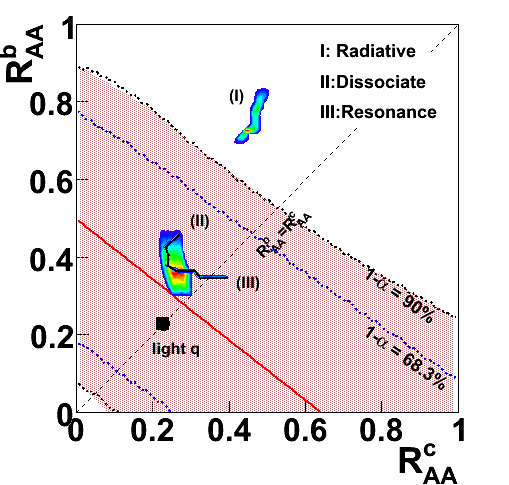 R^b_AA
1
0.8
0.6
0.4
0.2
0
0
0.2
0.4
0.6
0.8
1
R^c_AA
I: Radiative
II:Dissociate
III:Resonance
(I)
(II)
(III)
R^b_AA=R^c_AA
light q
1-α = 90%
1-α = 68.3%